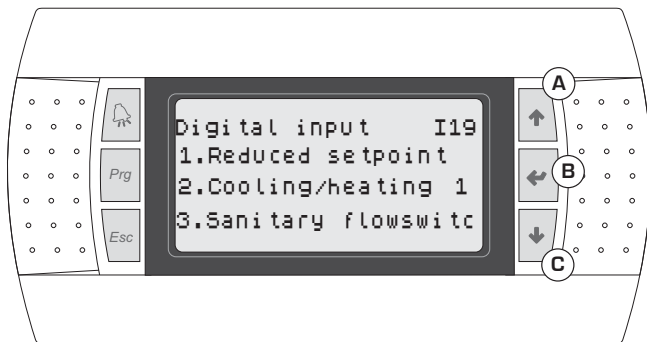 A
Digital input I19
1.Reduced setpoint
Prg
2.Cooling/heating 1
B
3.Sanitary flowswitc
Esc
C